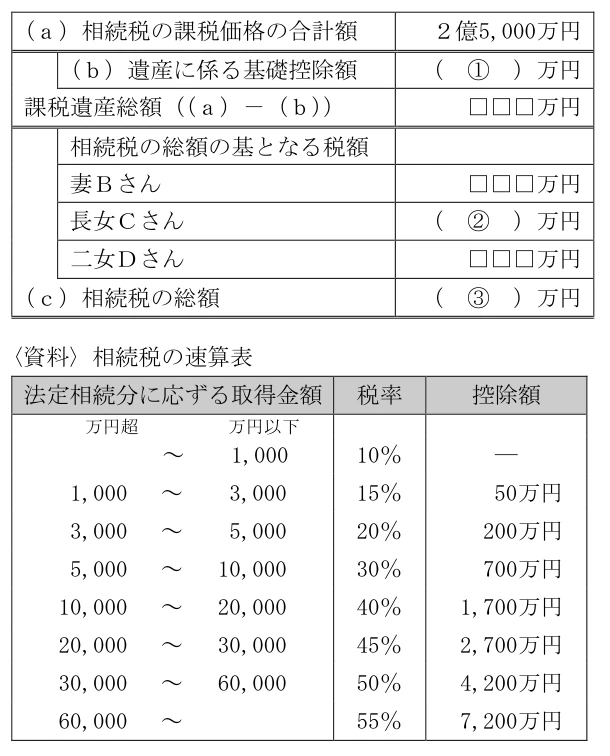 （ａ）相続税の課税価格の合計額 ２億5,000万円
（ｂ）遺産に係る基礎控除額 （ ① ）万円
課税遺産総額（（ａ）－（ｂ）） □□□万円
相続税の総額の基となる税額
妻Ｂさん □□□万円
長女Ｃさん （ ② ）万円
二女Ｄさん □□□万円
（ｃ）相続税の総額 （ ③ ）万円
〈資料〉相続税の速算表
法定相続分に応ずる取得金額 税率 控除額
万円超 万円以下
～ 1,000 10％ ―
1,000 ～ 3,000 15％ 50万円
3,000 ～ 5,000 20％ 200万円
5,000 ～ 10,000 30％ 700万円
10,000 ～ 20,000 40％ 1,700万円
20,000 ～ 30,000 45％ 2,700万円
30,000 ～ 60,000 50％ 4,200万円
60,000 ～ 55％ 7,200万円